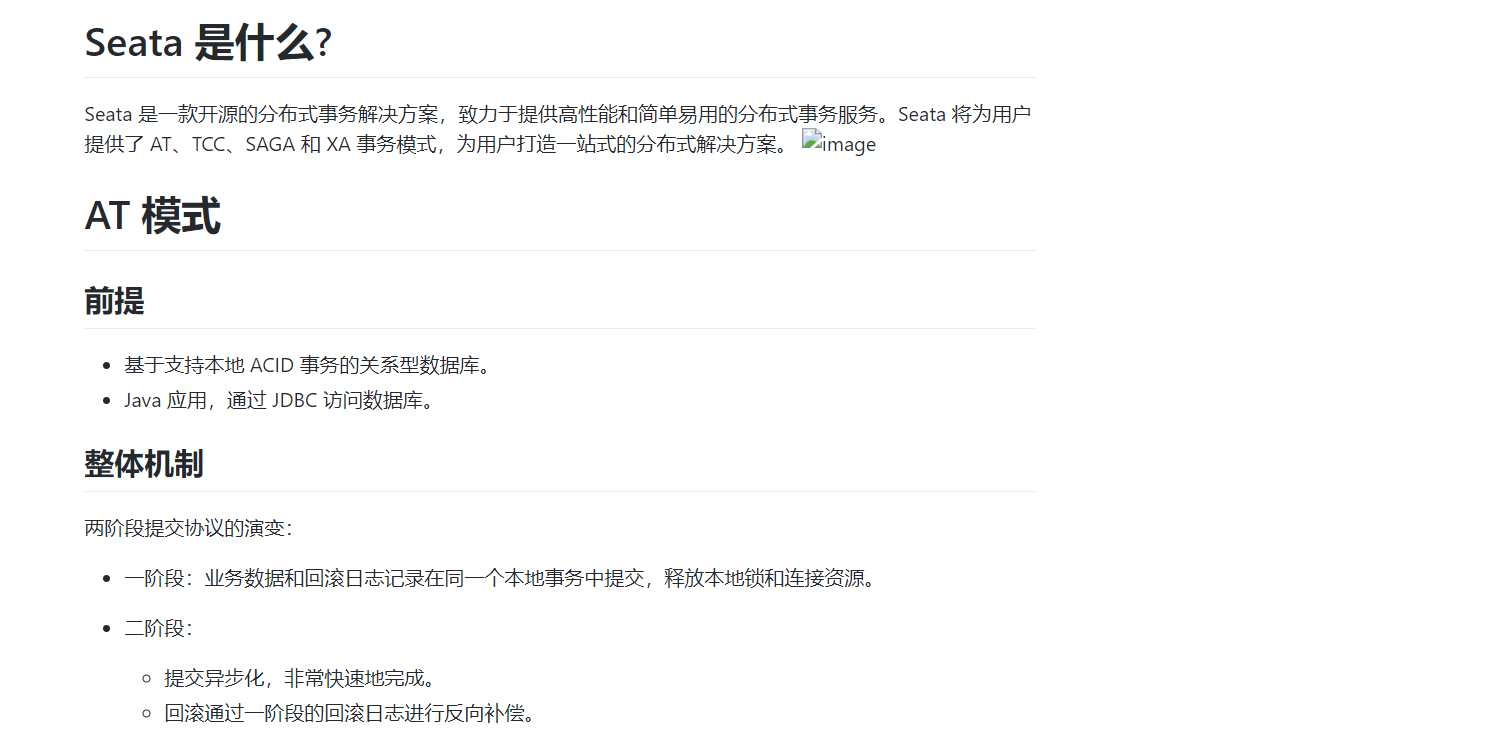 Seata 是什么?
Seata 是一款开源的分布式事务解决方案，致力于提供高性能和简单易用的分布式事务服务。Seata 将为用户
提供了 AT、TCC、SAGA 和 XA 事务模式，为用户打造一站式的分布式解决方案。 image
AT 模式
前提
基于支持本地 ACID 事务的关系型数据库。
Java 应用，通过 JDBC 访问数据库。
整体机制
两阶段提交协议的演变：
一阶段：业务数据和回滚日志记录在同一个本地事务中提交，释放本地锁和连接资源。
二阶段：
提交异步化，非常快速地完成。
回滚通过一阶段的回滚日志进行反向补偿。